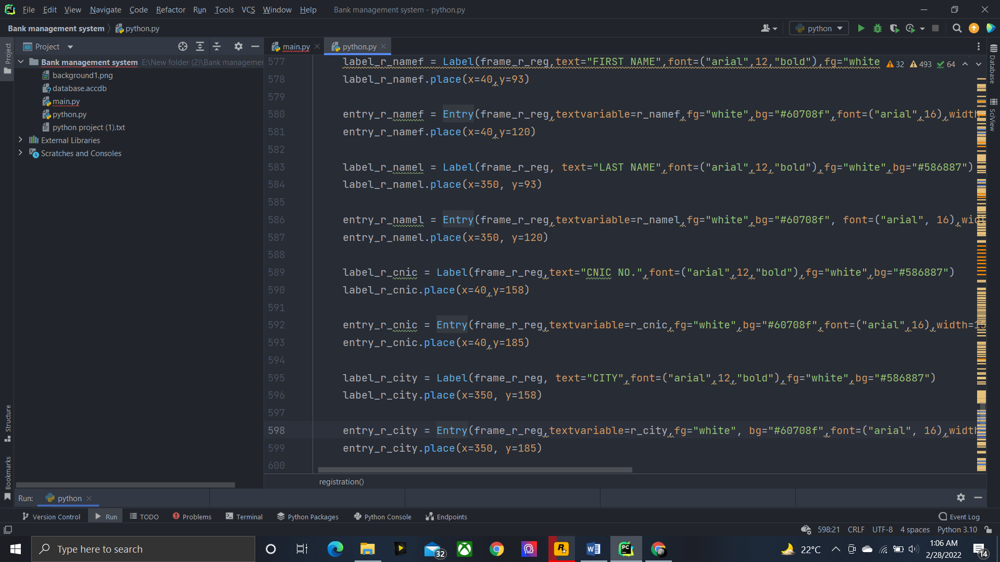 File Edit View Navigate Code Refactor Run Tools VCS Window Help Bank management system - python.py
Bank management system python.py python
Project
main.py python.py
Bank management system E:\New folder (2)\Bank managemen
background1.png
database.accdb
main.py
python.py
python project (1).txt
External Libraries
Scratches and Consoles
Project
Structure
Bookmarks
32 493 64
577 label_r_namef = Label(frame_r_reg,text="FIRST NAME",font=("arial",12,"bold"),fg="white
578 label_r_namef.place(x=40,y=93)
579
580 entry_r_namef = Entry(frame_r_reg,textvariable=r_namef,fg="white",bg="#60708f",font=("arial",16),width
581 entry_r_namef.place(x=40,y=120)
582
583 label_r_namel = Label(frame_r_reg, text="LAST NAME",font=("arial",12,"bold"),fg="white",bg="#586887")
584 label_r_namel.place(x=350, y=93)
585
586 entry_r_namel = Entry(frame_r_reg,textvariable=r_namel,fg="white",bg="#60708f", font=("arial", 16),wid
587 entry_r_namel.place(x=350, y=120)
588
589 label_r_cnic = Label(frame_r_reg,text="CNIC NO.",font=("arial",12,"bold"),fg="white",bg="#586887")
590 label_r_cnic.place(x=40,y=158)
591
592 entry_r_cnic = Entry(frame_r_reg,textvariable=r_cnic,fg="white",bg="#60708f",font=("arial",16),width=15
593 entry_r_cnic.place(x=40,y=185)
594
595 label_r_city = Label(frame_r_reg, text="CITY",font=("arial",12,"bold"),fg="white",bg="#586887")
596 label_r_city.place(x=350, y=158)
597
598 entry_r_city = Entry(frame_r_reg,textvariable=r_city,fg="white", bg="#60708f",font=("arial", 16),width
599 entry_r_city.place(x=350, y=185)
600
registration()
Database
SciView
Run: python
Version Control Run TODO Problems Terminal Python Packages Python Console Endpoints Event Log
598:21 CRLF UTF-8 4 spaces Python 3.10
Type here to search 32 22°C 1:06 AM
2/28/2022 14